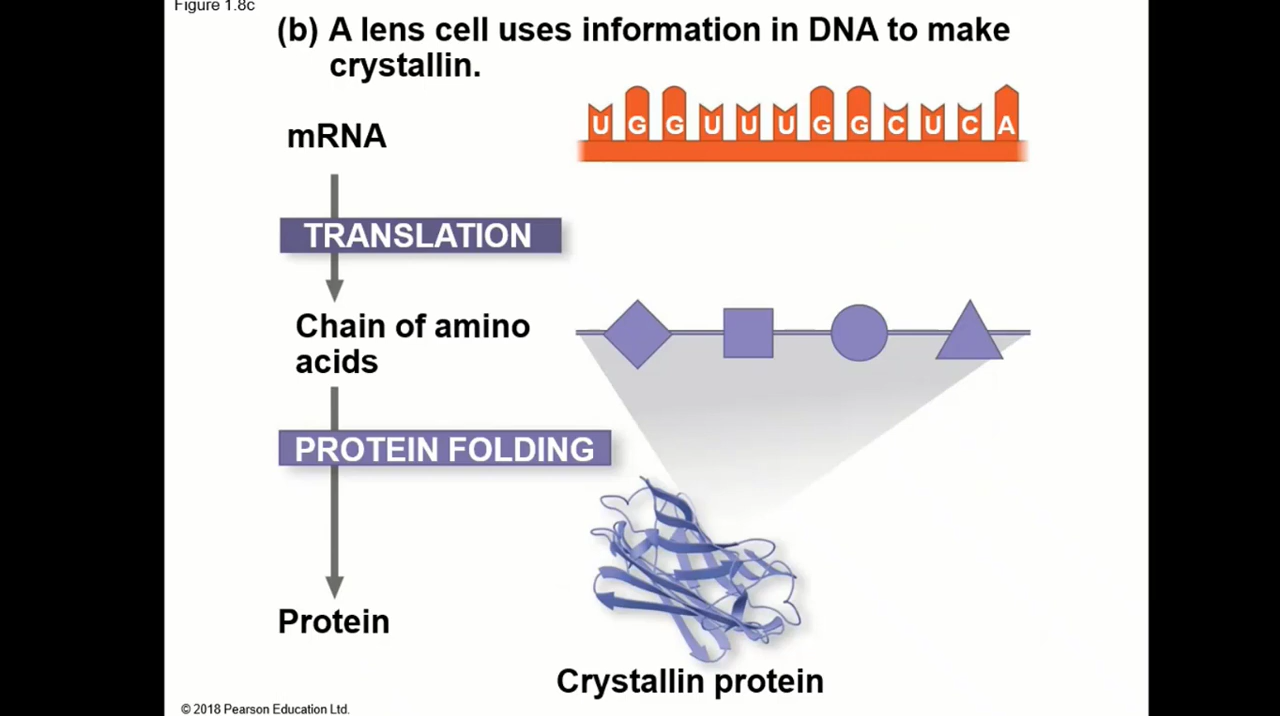 Figure 1.8c
(b) A lens cell uses information in DNA to make
crystallin.
mRNA
U G G U U U G G C U C A
TRANSLATION
Chain of amino
acids
PROTEIN FOLDING
Protein
Crystallin protein
© 2018 Pearson Education Ltd.